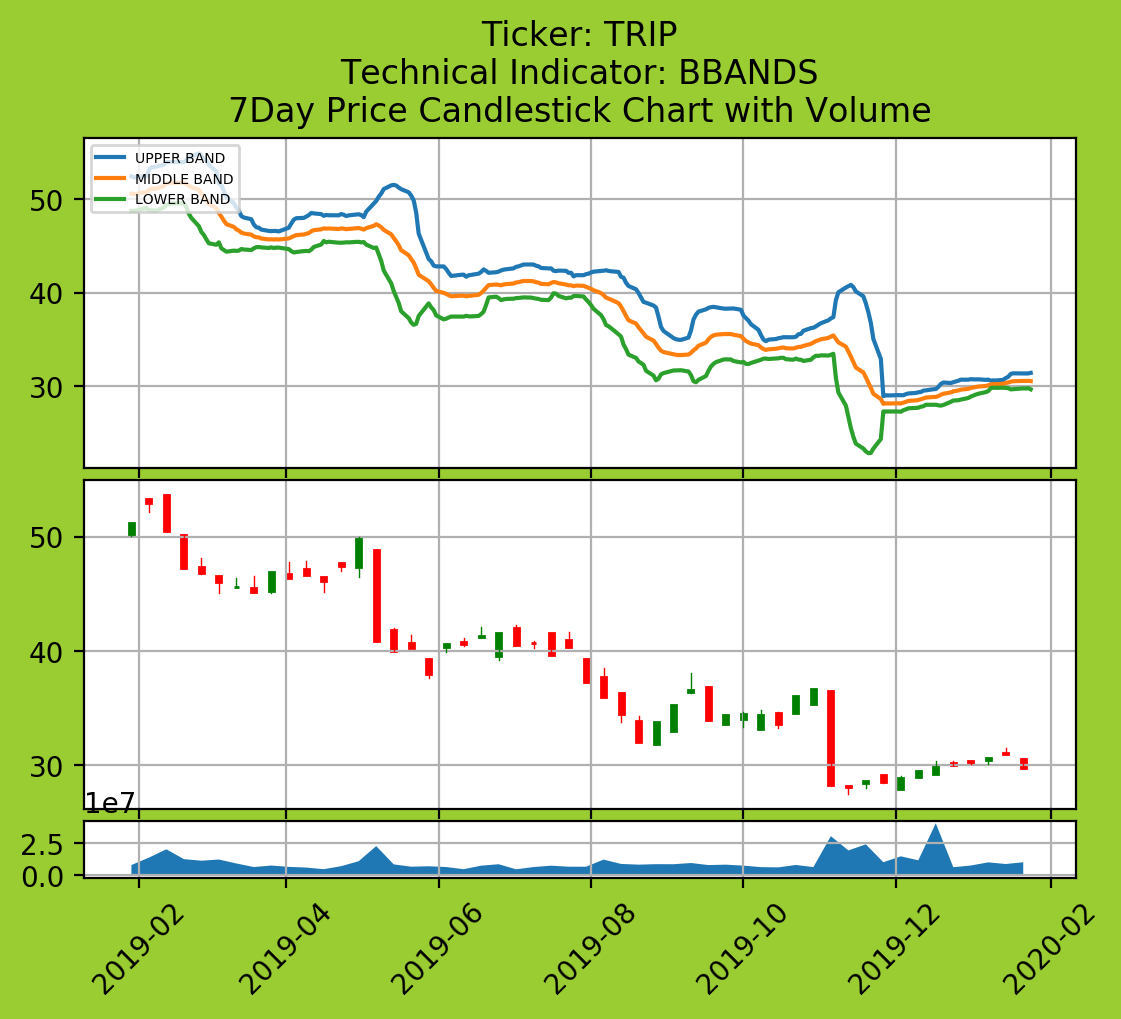 Ticker: TRIP
Technical Indicator: BBANDS
7Day Price Candlestick Chart with Volume
UPPER BAND
MIDDLE BAND
LOWER BAND
50
40
30
50
40
30
1e7
2.5
0.0
2019-02
2019-04
2019-06
2019-08
2019-10
2019-12
2020-02